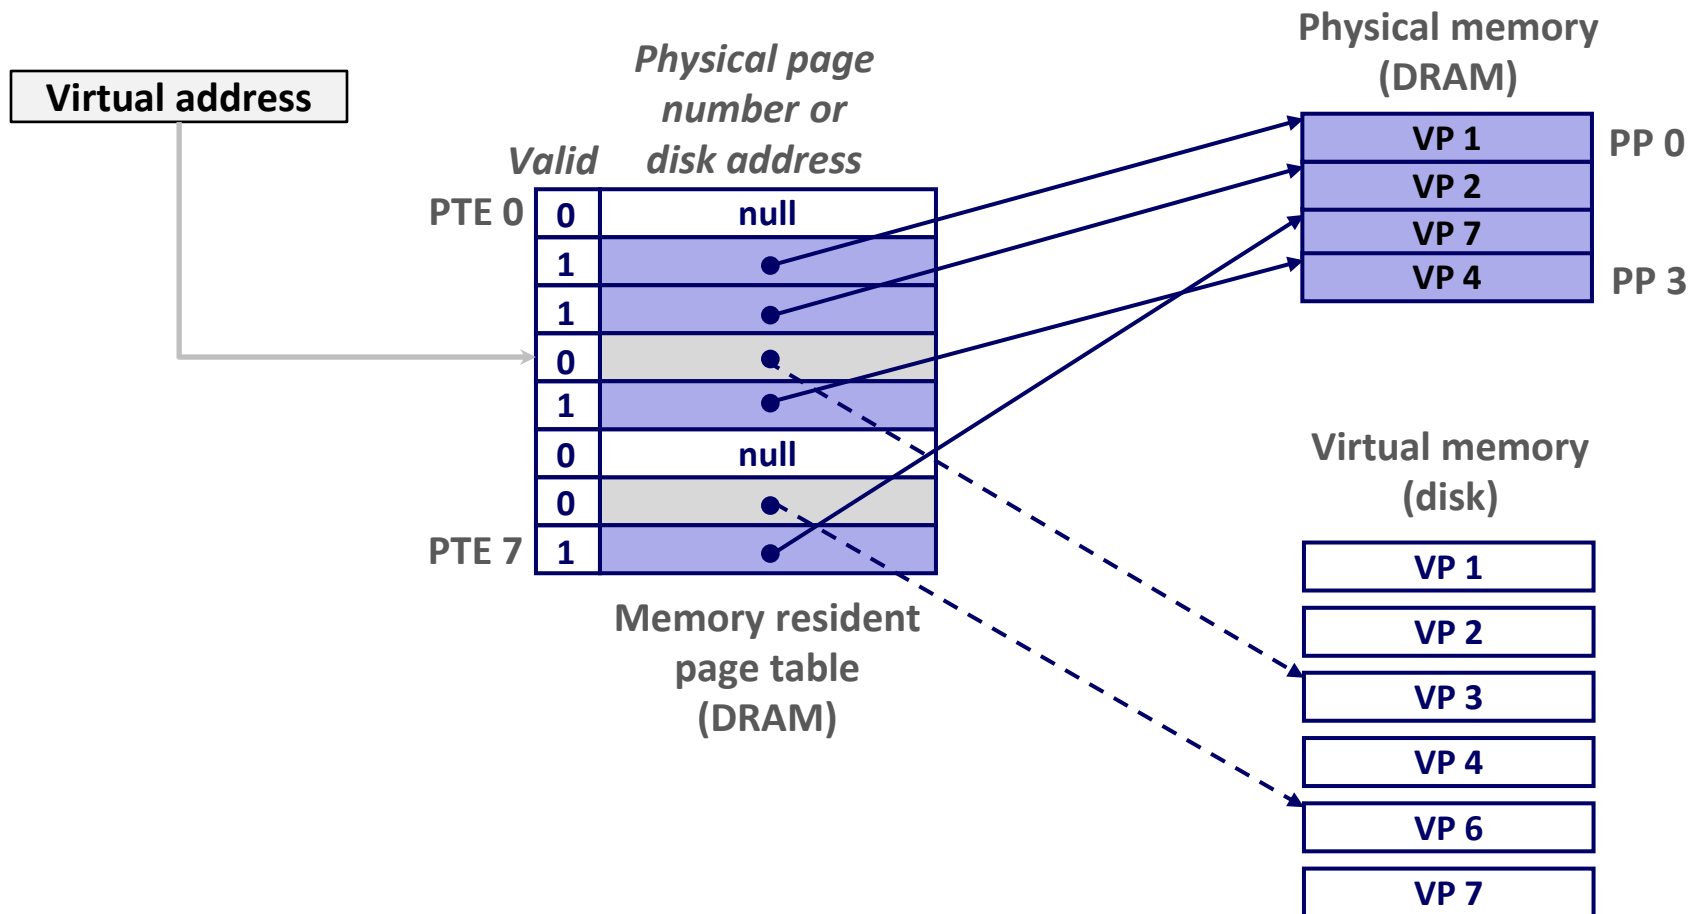 Virtual address
Physical page
number or
disk address
Valid
PTE 0
0
null
1
1
0
1
0
null
0
PTE 7
1
Memory resident
page table
(DRAM)
Physical memory
(DRAM)
VP 1
PP 0
VP 2
VP 7
VP 4
PP 3
Virtual memory
(disk)
VP 1
VP 2
VP 3
VP 4
VP 6
VP 7